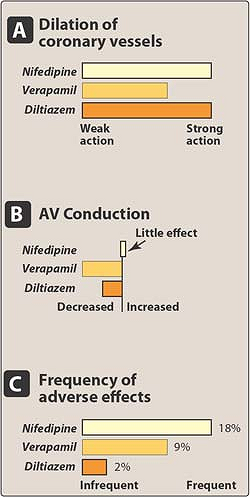 A Dilation of
coronary vessels
Nifedipine
Verapamil
Diltiazem
Weak action
Strong action
B AV Conduction
Little effect
Nifedipine
Verapamil
Diltiazem
Decreased Increased
C Frequency of
adverse effects
Nifedipine 18%
Verapamil 9%
Diltiazem 2%
Infrequent Frequent